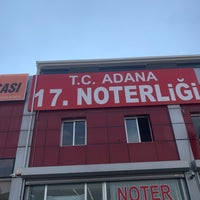 T.C. ADANA
17. NOTERLİĞİ
CASI
NOTER